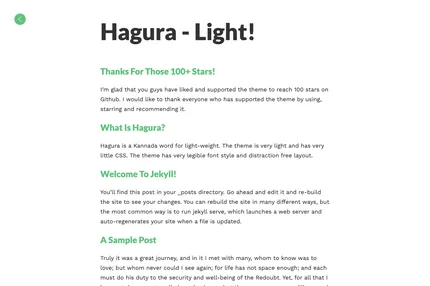 Hagura - Light!
Thanks For Those 100+ Stars!
I'm glad that you guys have liked and supported the theme to reach 100 stars on
Github. I would like to thank everyone who has supported the theme by using,
starring and recommending it.
What Is Hagura?
Hagura is a Kannada word for light-weight. The theme is very light and has very
little CSS. The theme has very legible font style and distraction free layout.
Welcome To Jekyll!
You'll find this post in your _posts directory. Go ahead and edit it and re-build
the site to see your changes. You can rebuild the site in many different ways, but
the most common way is to run jekyll serve, which launches a web server and
auto-regenerates your site when a file is updated.
A Sample Post
Truly it was a great journey, and in it I met with many, whom to know was to
love; but whom never could I see again; for life has not space enough; and each
must do his duty to the security and well-being of the Redoubt. Yet, for all that I